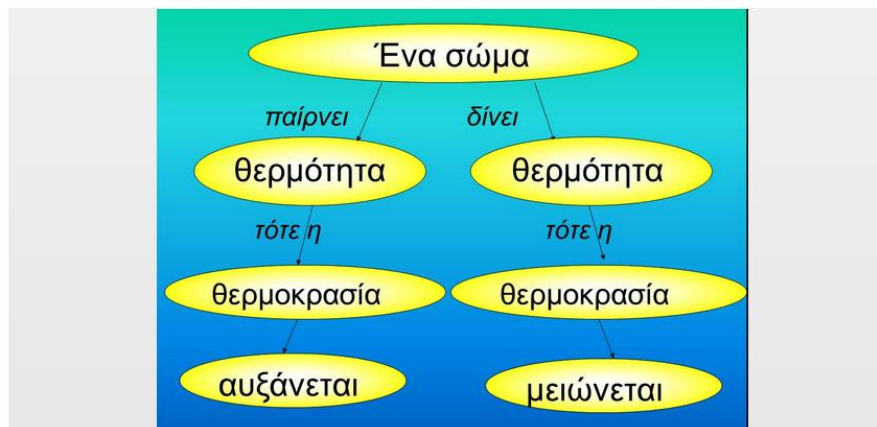 Ένα σώμα
παίρνει δίνει
θερμότητα θερμότητα
τότε η τότε η
θερμοκρασία θερμοκρασία
αυξάνεται μειώνεται